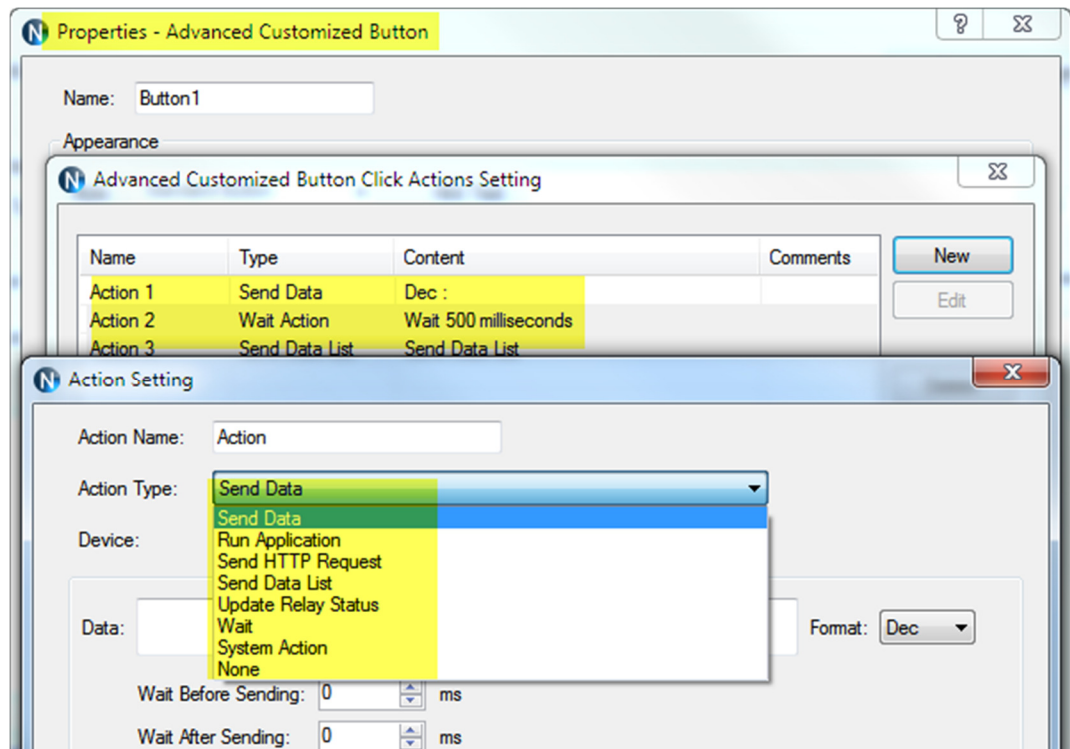 Properties - Advanced Customized Button
Name: Button1
Appearance
Advanced Customized Button Click Actions Setting
Name Type Content Comments New
Action 1 Send Data Dec :
Edit
Action 2 Wait Action Wait 500 milliseconds
Action 3 Send Data List Send Data List
Action Setting
Action Name: Action
Action Type: Send Data
Send Data
Device: Run Application
Send HTTP Request
Send Data List
Update Relay Status
Data: Wait Format: Dec
System Action
None
Wait Before Sending: 0 ms
Wait After Sending: 0 ms